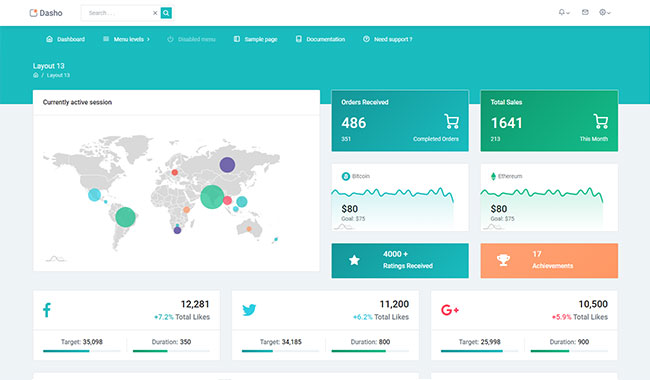 Dasho
Search . . .
Dashboard
Menu levels
Disabled menu
Sample page
Documentation
Need support ?
Layout 13
/ Layout 13
Currently active session
Orders Received
486
351
Completed Orders
Total Sales
1641
213
This Month
Bitcoin
$80
Goal: $75
Ethereum
$80
Goal: $75
4000 +
Ratings Received
17
Achievements
12,281
+7.2% Total Likes
Target: 35,098
Duration: 350
11,200
+6.2% Total Likes
Target: 34,185
Duration: 800
10,500
+5.9% Total Likes
Target: 25,998
Duration: 900